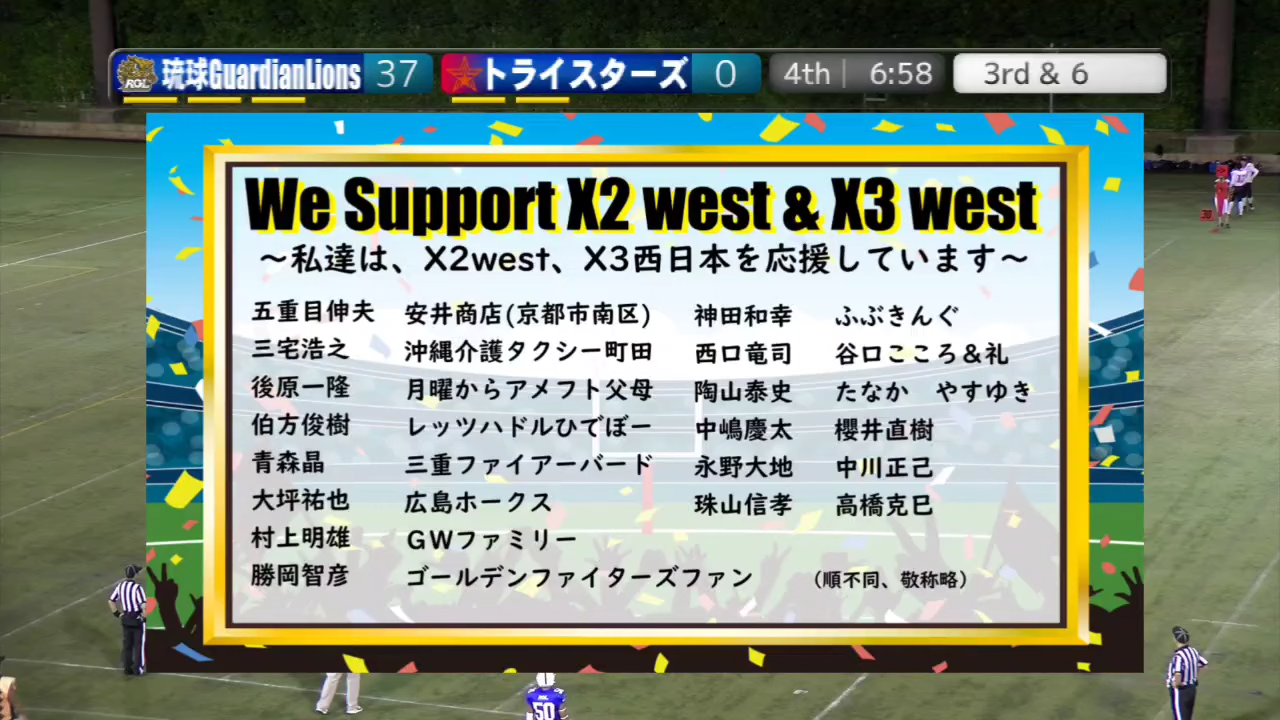 琉球GuardianLions 37 トライスターズ 0 4th 6:58 3rd & 6
RGL
We Support X2 west & X3 west
～私達は、X2west、X3西日本を応援しています～
五重目伸夫 安井商店(京都市南区) 神田和幸 ふぶきんぐ
三宅浩之 沖縄介護タクシー町田 西口竜司 谷口こころ&礼
後原一隆 月曜からアメフト父母 陶山泰史 たなか　やすゆき
伯方俊樹 レッツハドルひでぼー 中嶋慶太 櫻井直樹
青森晶 三重ファイアーバード 永野大地 中川正己
大坪祐也 広島ホークス 珠山信孝 高橋克巳
村上明雄 GWファミリー
勝岡智彦 ゴールデンファイターズファン （順不同、敬称略）
50